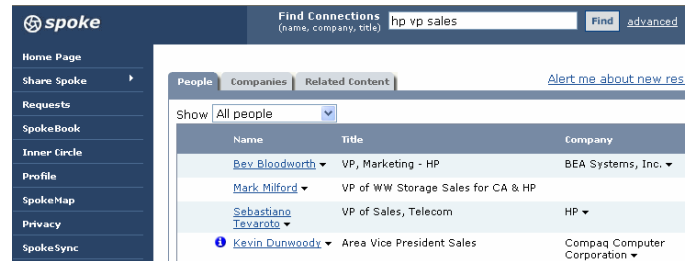 spoke
Find Connections
(name, company, title)
hp vp sales
Find
advanced
Home Page
Share Spoke
Requests
SpokeBook
Inner Circle
Profile
SpokeMap
Privacy
SpokeSync
People Companies Related Content
Alert me about new res
Show All people
Name Title Company
Bev Bloodworth VP, Marketing - HP BEA Systems, Inc.
Mark Milford VP of WW Storage Sales for CA & HP
Sebastiano VP of Sales, Telecom HP
Tevaroto
Kevin Dunwoody Area Vice President Sales Compaq Computer
Corporation